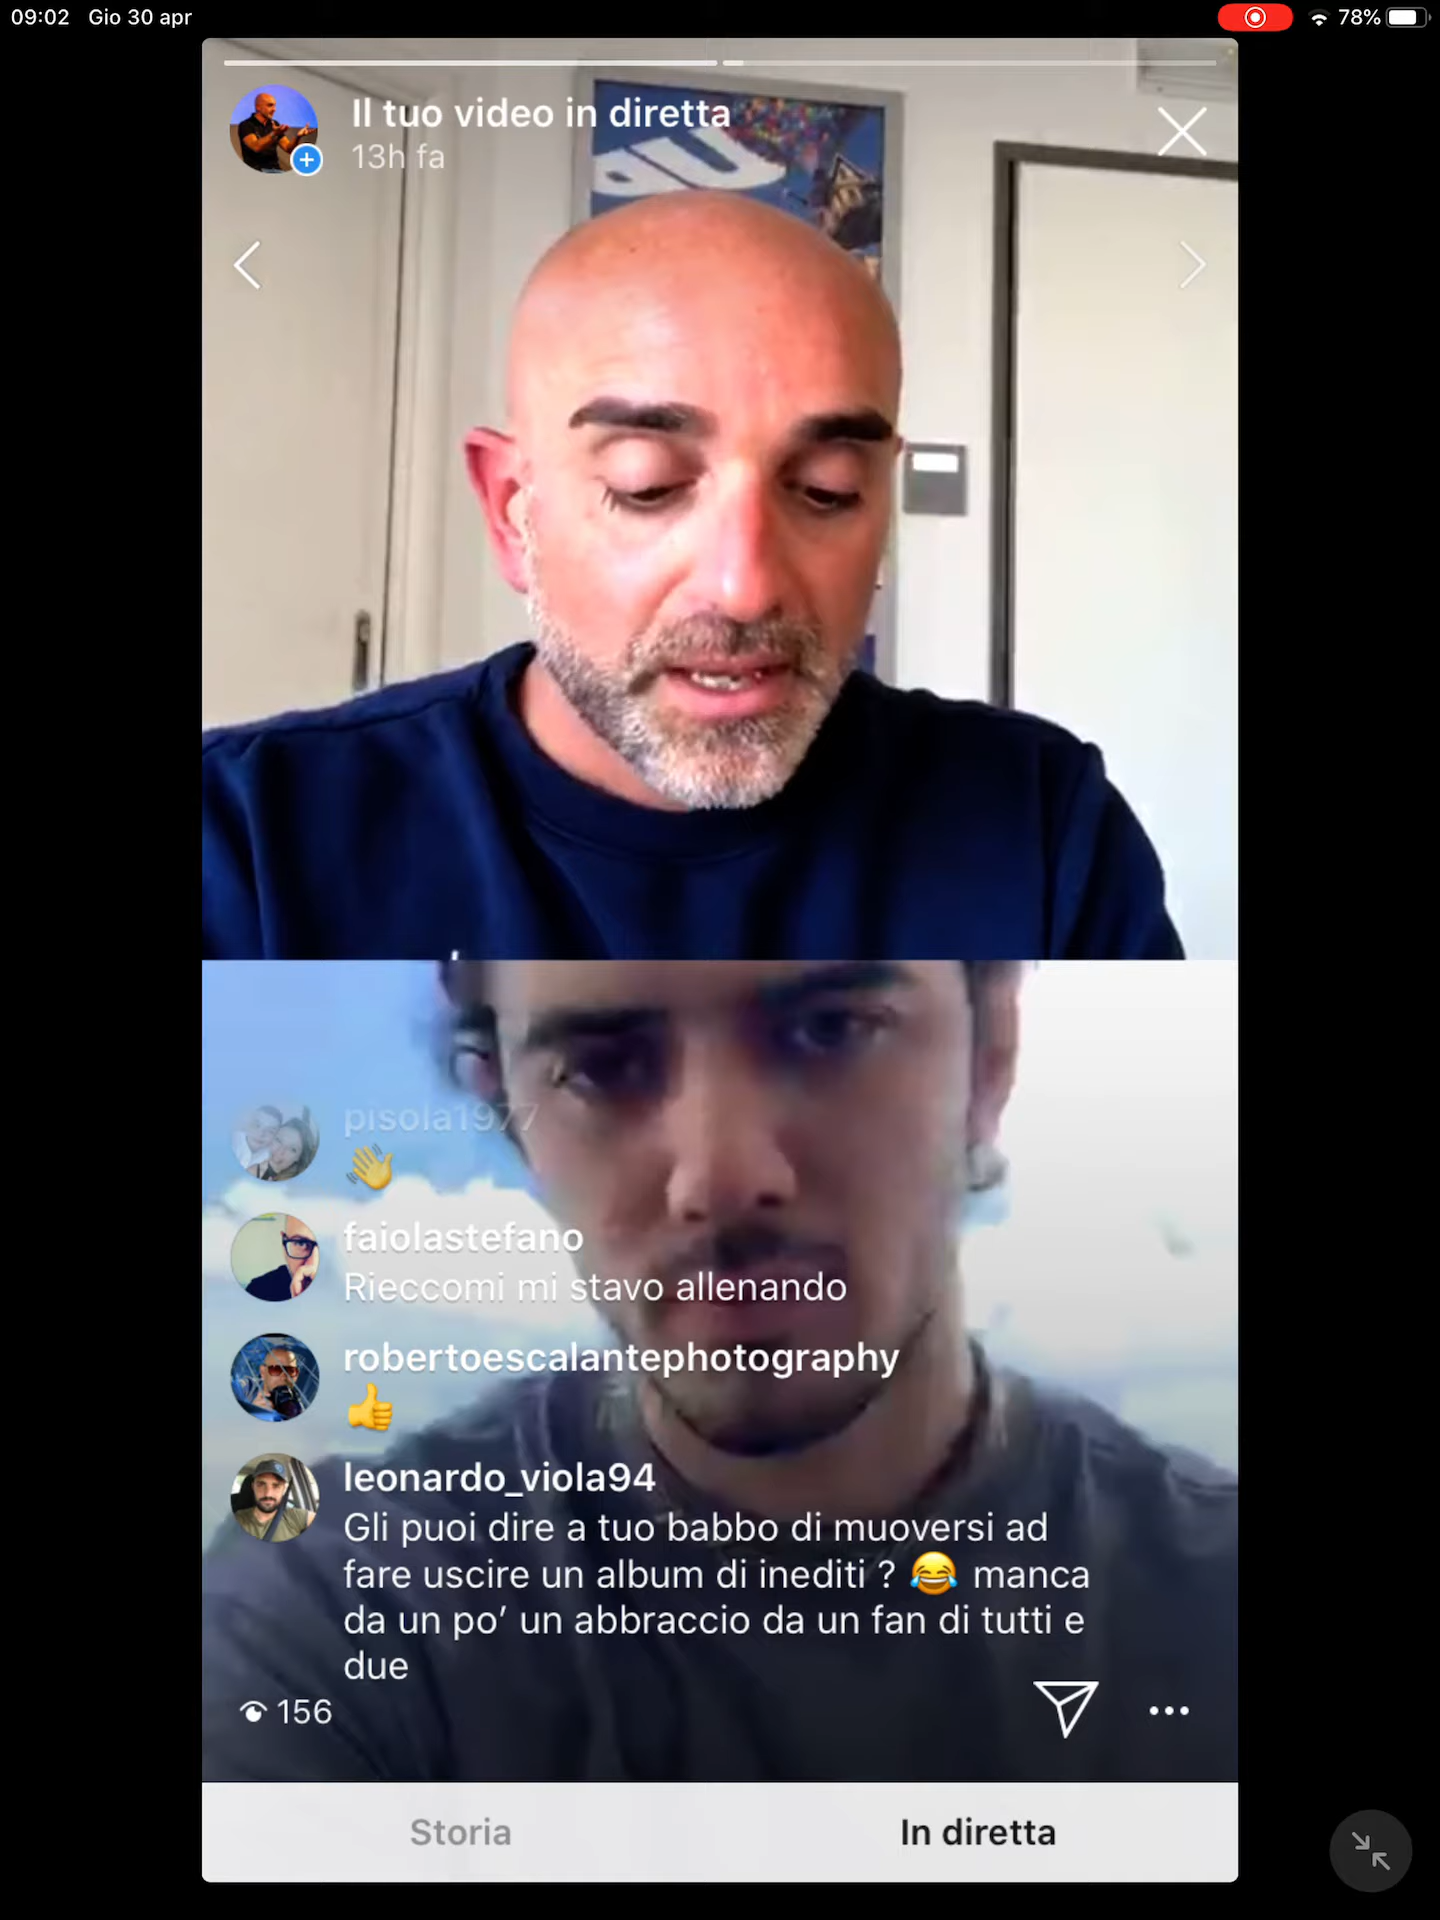 09:02 Gio 30 apr
78%
Il tuo video in diretta
13h fa
UP
pisola1977
👋
faiolastefano
Rieccomi mi stavo allenando
robertoescalantephotography
👍
leonardo_viola94
Gli puoi dire a tuo babbo di muoversi ad
fare uscire un album di inediti ? 😂 manca
da un po’ un abbraccio da un fan di tutti e
due
156
Storia
In diretta